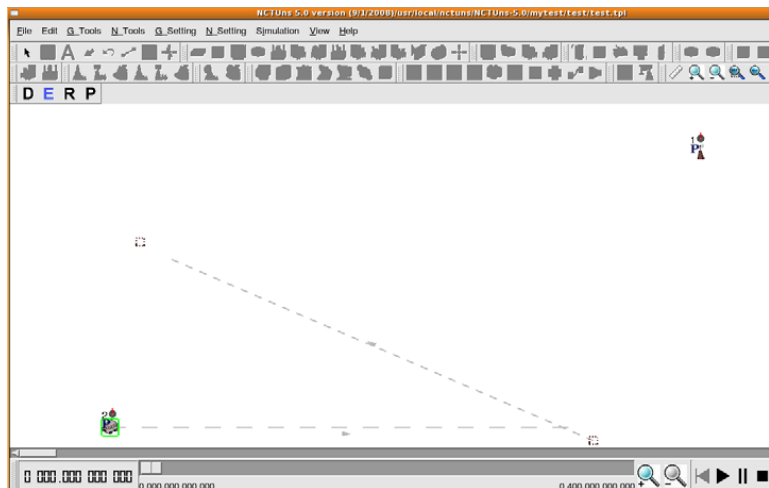 NCTUns 5.0 version (9/1/2008)/usr/local/nctuns/NCTUns-5.0/mytest/test/test.tpl
File Edit G_Tools N_Tools G_Setting N_Setting Simulation View Help
D E R P
1
P
2
P
0 000.000 000 000
0.000.000.000.000
0.400.000.000.000